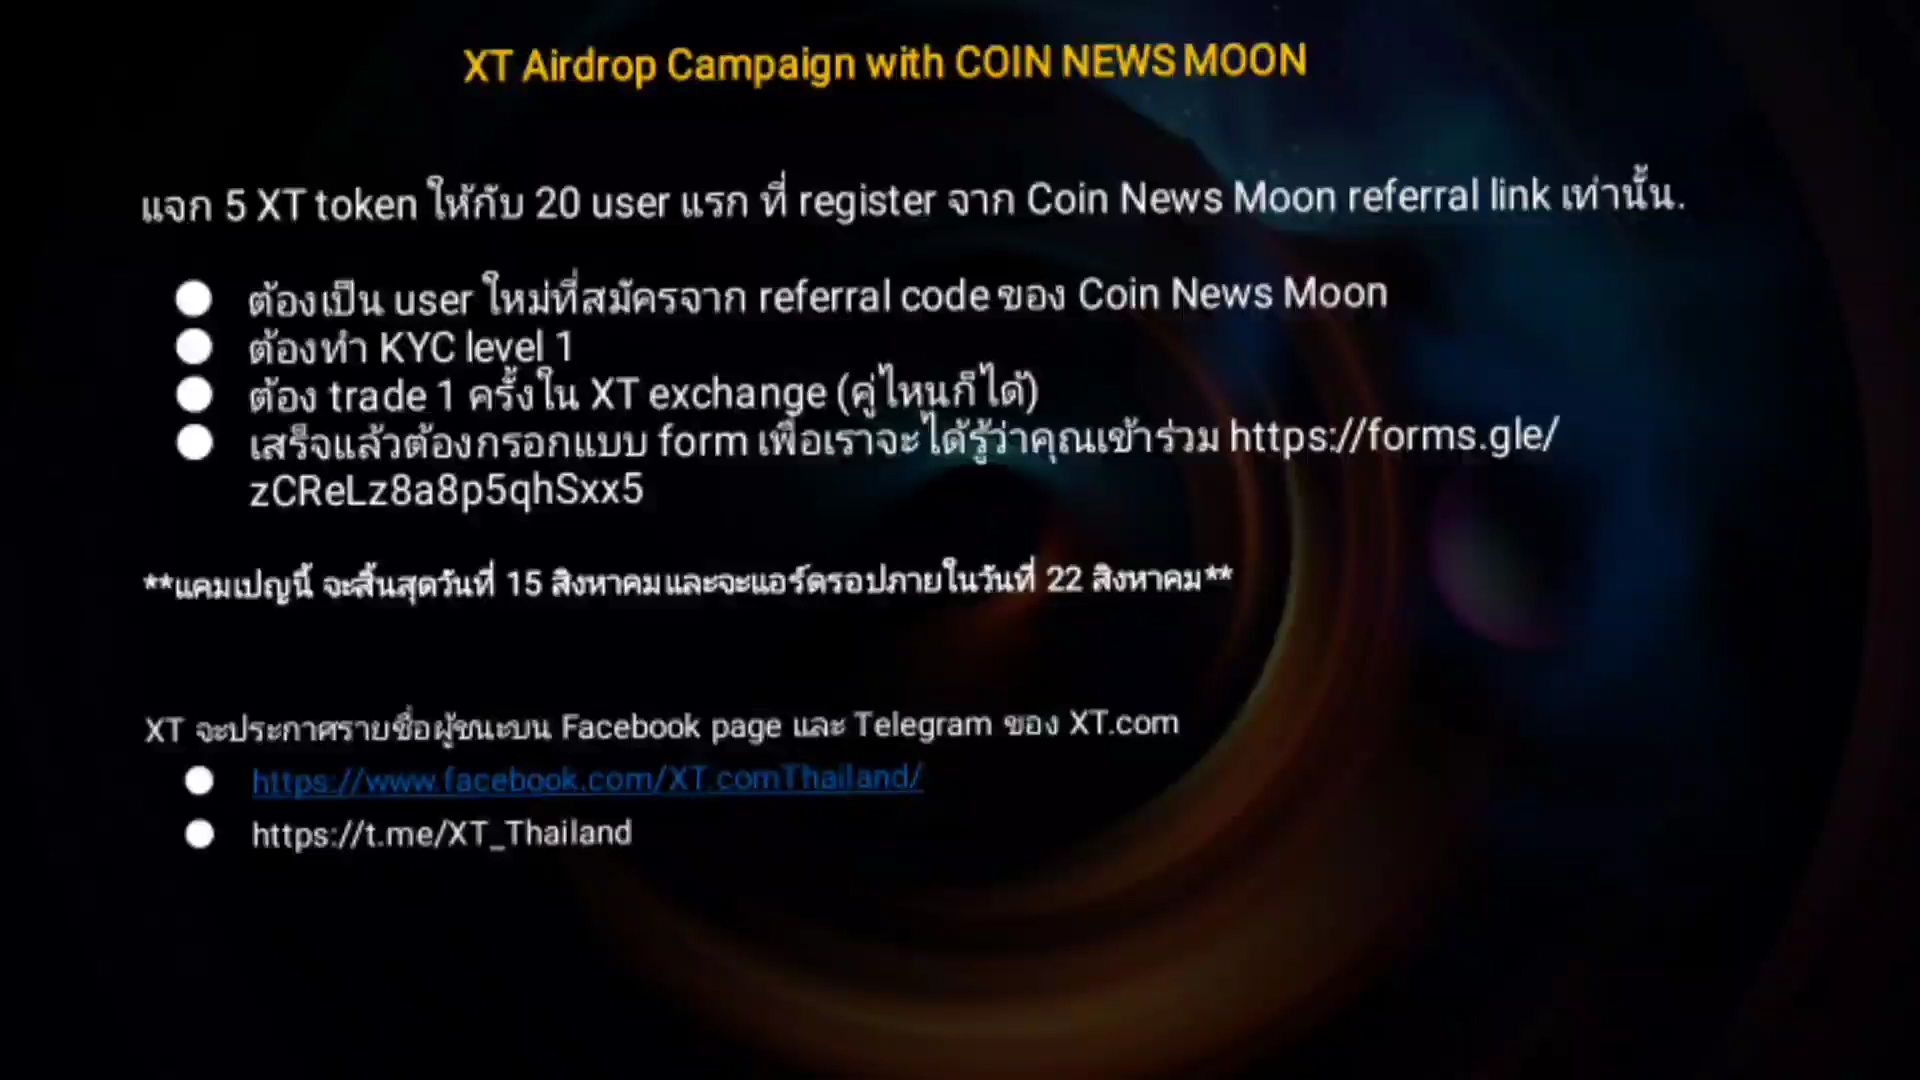 XT Airdrop Campaign with COIN NEWS MOON
แจก 5 XT token ให้กับ 20 user แรก ที่ register จาก Coin News Moon referral link เท่านั้น.
● ต้องเป็น user ใหม่ที่สมัครจาก referral code ของ Coin News Moon
● ต้องทำ KYC level 1
● ต้อง trade 1 ครั้งใน XT exchange (คู่ไหนก็ได้)
● เสร็จแล้วต้องกรอกแบบ form เพื่อเราจะได้รู้ว่าคุณเข้าร่วม https://forms.gle/
zCReLz8a8p5qhSxx5
**แคมเปญนี้ จะสิ้นสุดวันที่ 15 สิงหาคมและจะแอร์ดรอปภายในวันที่ 22 สิงหาคม**
XT จะประกาศรายชื่อผู้ชนะบน Facebook page และ Telegram ของ XT.com
● https://www.facebook.com/XT.comThailand/
● https://t.me/XT_Thailand